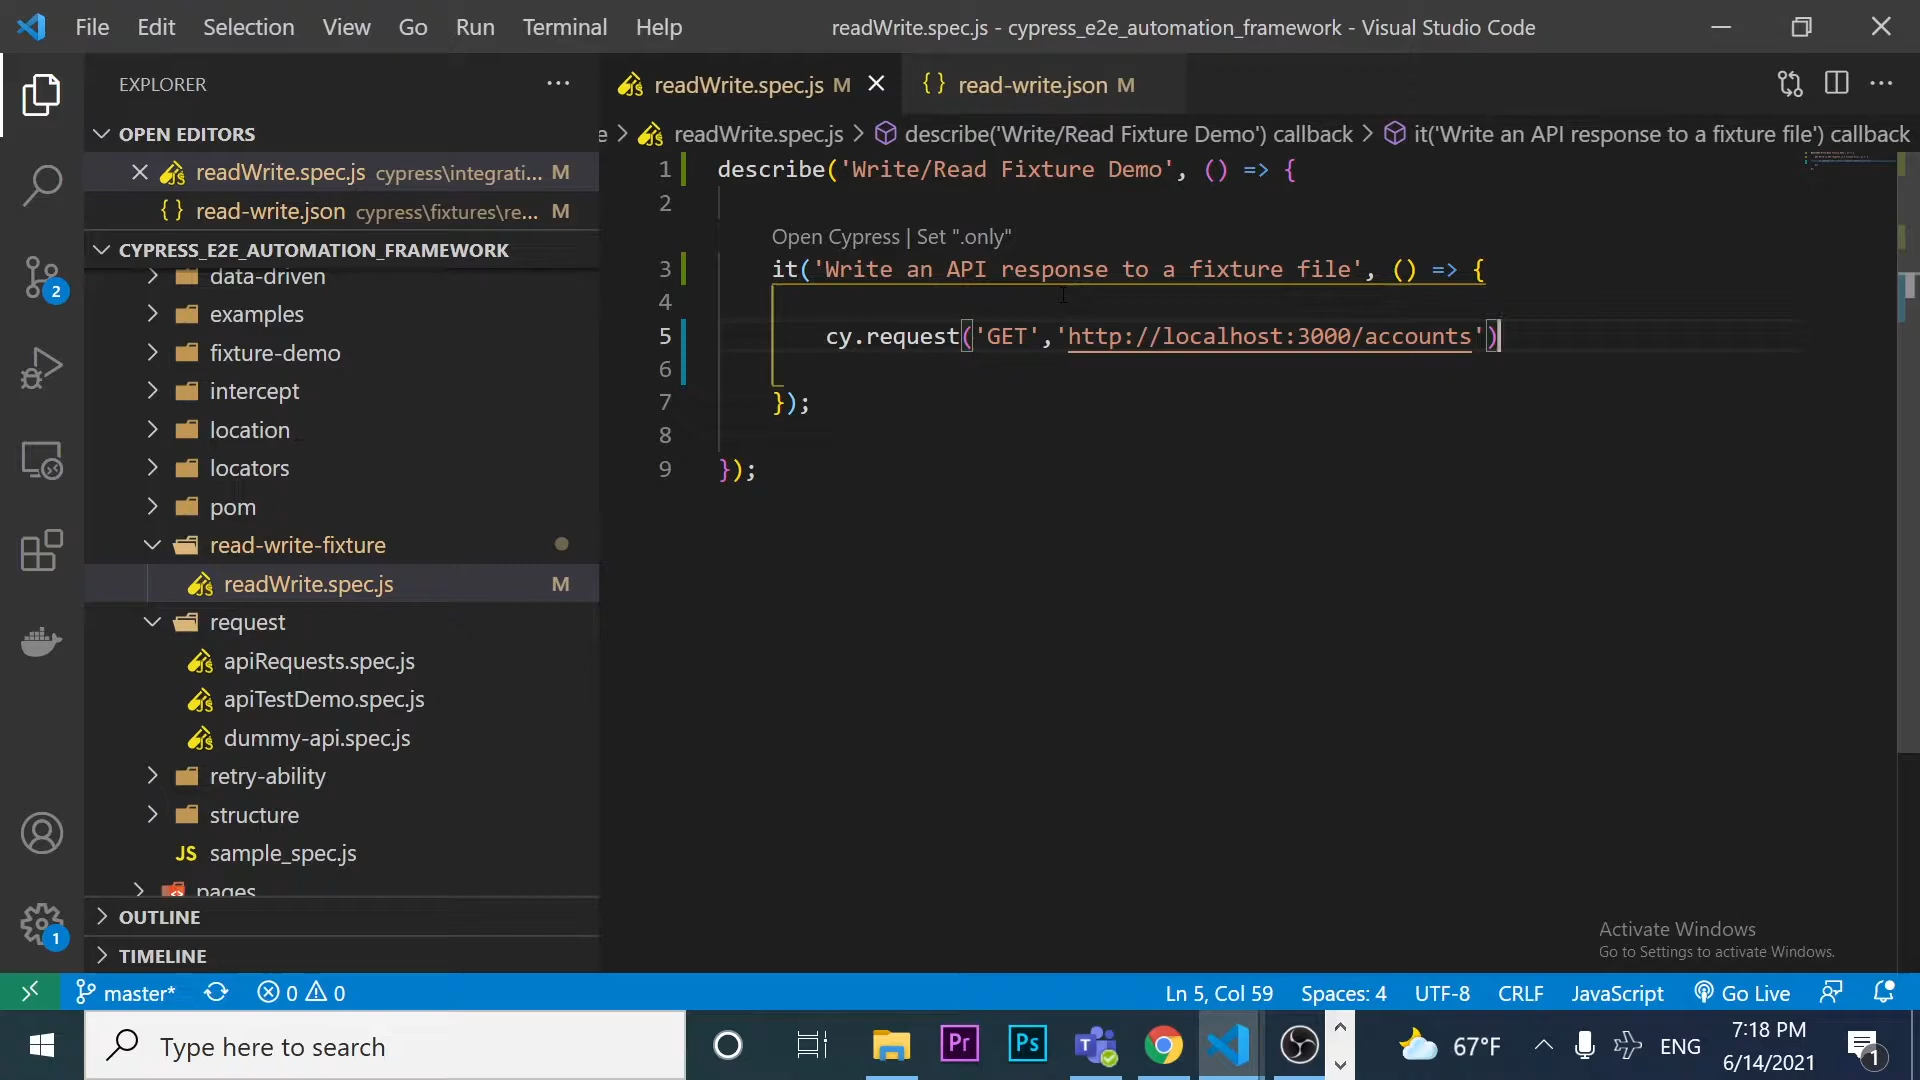 File Edit Selection View Go Run Terminal Help readWrite.spec.js - cypress_e2e_automation_framework - Visual Studio Code
EXPLORER
OPEN EDITORS
readWrite.spec.js cypress\integrati... M
read-write.json cypress\fixtures\re... M
CYPRESS_E2E_AUTOMATION_FRAMEWORK
data-driven
examples
fixture-demo
intercept
location
locators
pom
read-write-fixture
readWrite.spec.js M
request
apiRequests.spec.js
apiTestDemo.spec.js
dummy-api.spec.js
retry-ability
structure
JS sample_spec.js
pages
OUTLINE
TIMELINE
2
1
readWrite.spec.js M
{} read-write.json M
e > readWrite.spec.js > describe('Write/Read Fixture Demo') callback > it('Write an API response to a fixture file') callback
1 describe('Write/Read Fixture Demo', () => {
2
Open Cypress | Set ".only"
3 it('Write an API response to a fixture file', () => {
4
5 cy.request('GET','http://localhost:3000/accounts')
6
7 });
8
9 });
Activate Windows
Go to Settings to activate Windows.
master* 0 0 Ln 5, Col 59 Spaces: 4 UTF-8 CRLF JavaScript Go Live
Type here to search
Pr
Ps
T
67°F
ENG
7:18 PM
6/14/2021
1